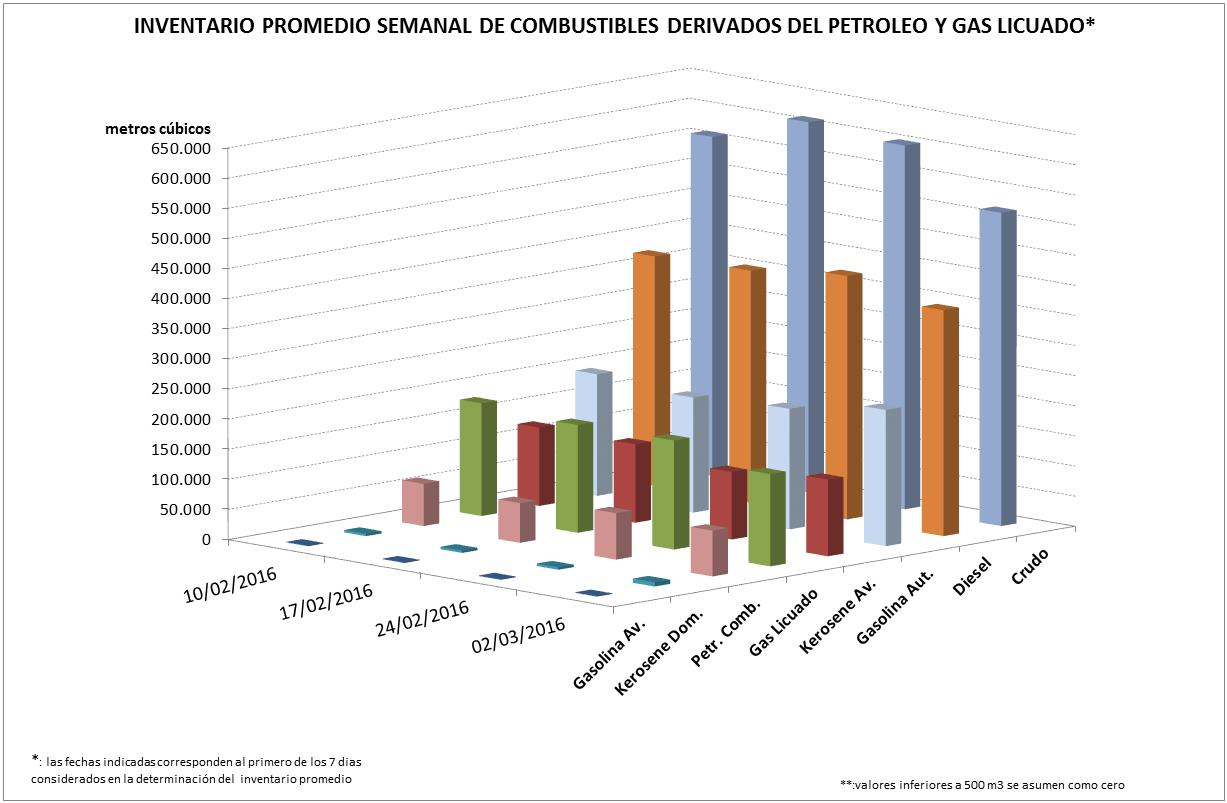 INVENTARIO PROMEDIO SEMANAL DE COMBUSTIBLES DERIVADOS DEL PETROLEO Y GAS LICUADO*
metros cúbicos
650.000
600.000
550.000
500.000
450.000
400.000
350.000
300.000
250.000
200.000
150.000
100.000
50.000
0
10/02/2016
17/02/2016
24/02/2016
02/03/2016
Gasolina Av.
Kerosene Dom.
Petr. Comb.
Gas Licuado
Kerosene Av.
Gasolina Aut.
Diesel
Crudo
*: las fechas indicadas corresponden al primero de los 7 dias
considerados en la determinación del inventario promedio
**:valores inferiores a 500 m3 se asumen como cero